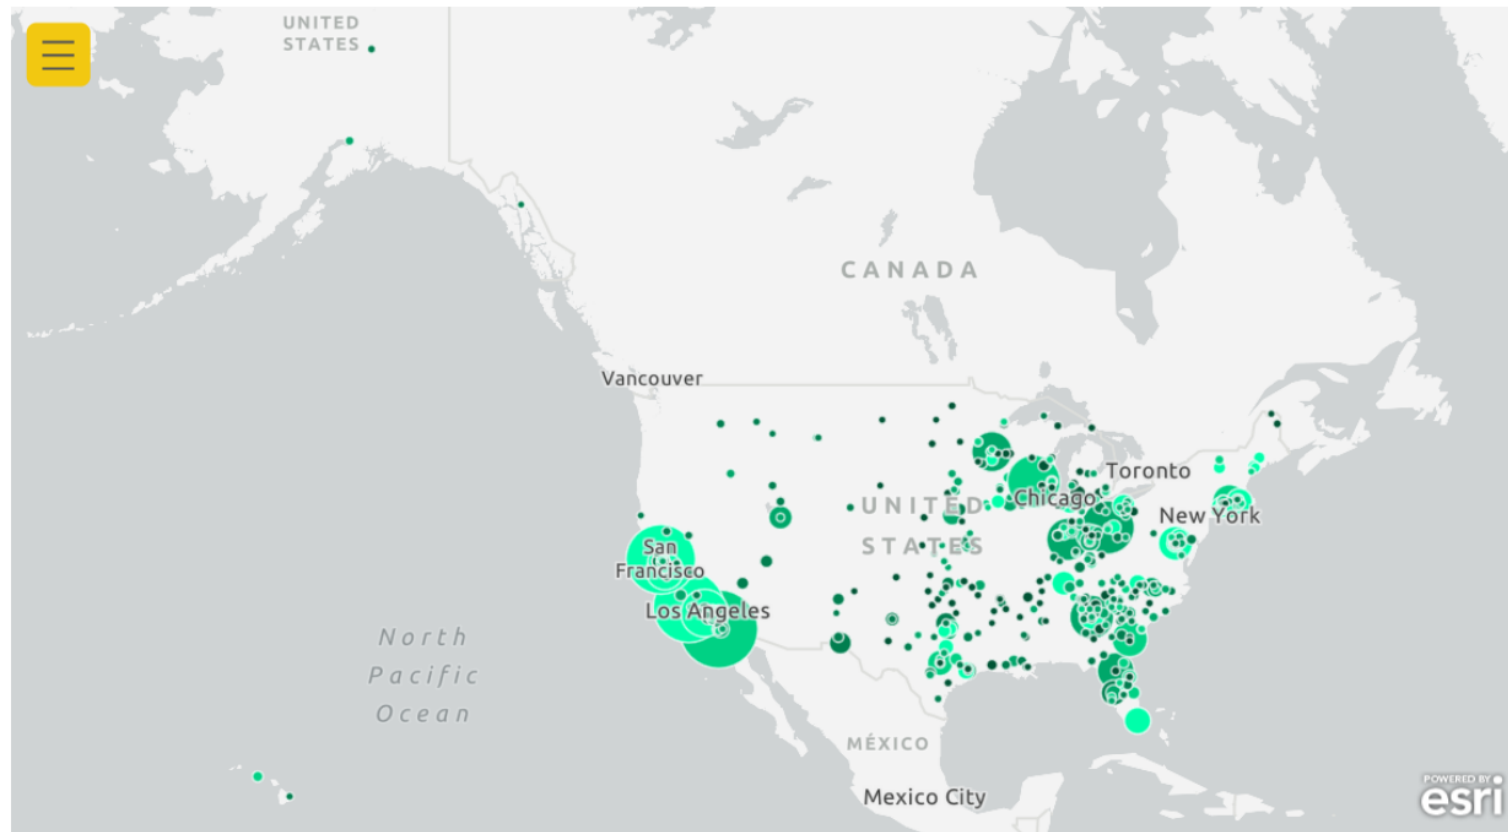 UNITED
STATES
CANADA
Vancouver
Toronto
Chicago
UNITED
New York
STATES
San
Francisco
Los Angeles
North
Pacific
Ocean
MÉXICO
Mexico City
POWERED BY
esri